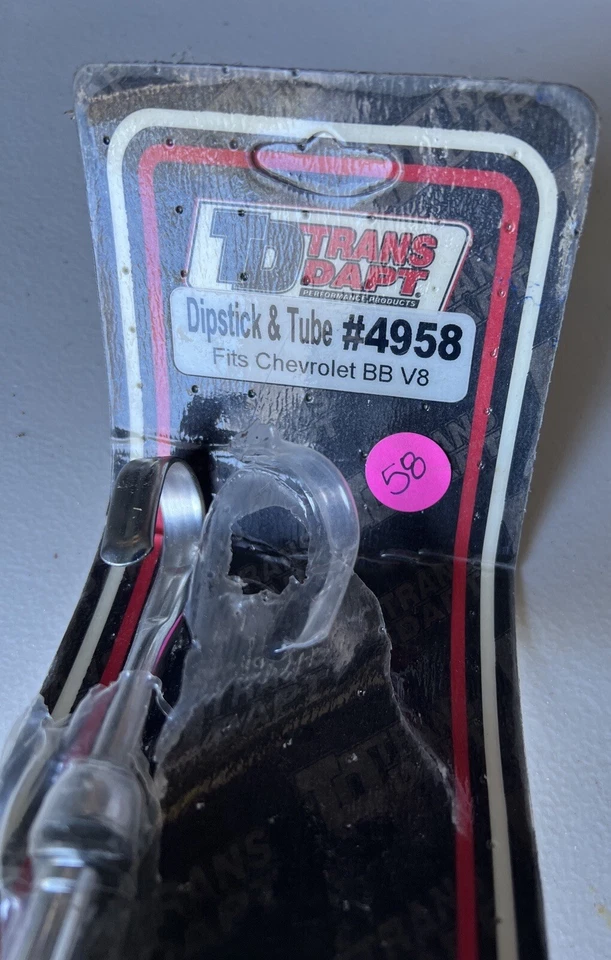 TD TRANS
DAPT
PERFORMANCE PRODUCTS
Dipstick & Tube #4958
Fits Chevrolet BB V8
58